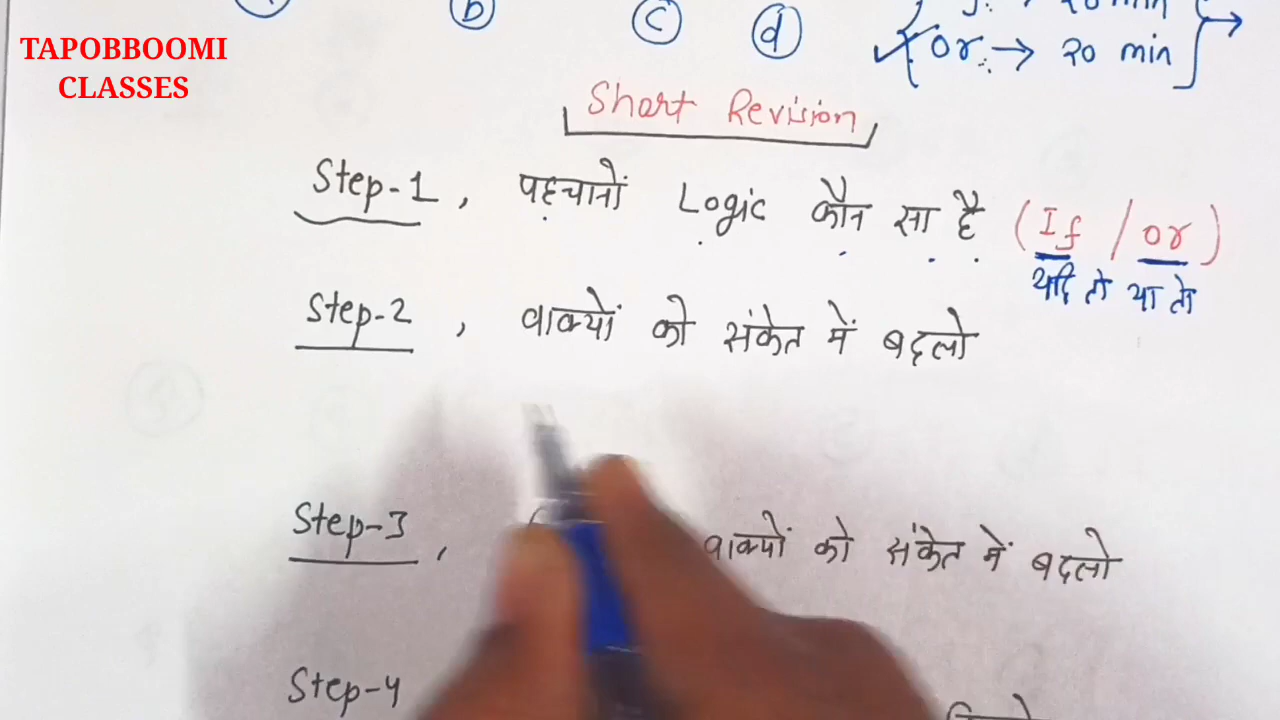 TAPOBBOOMI
CLASSES
a b c d
Or → 20 min
Short Revision
Step-1, पहचानों Logic कौन सा है (If / or)
यदि तो या तो
Step-2, वाक्यों को संकेत में बदलो
Step-3, वाक्यों को संकेत में बदलो
Step-4